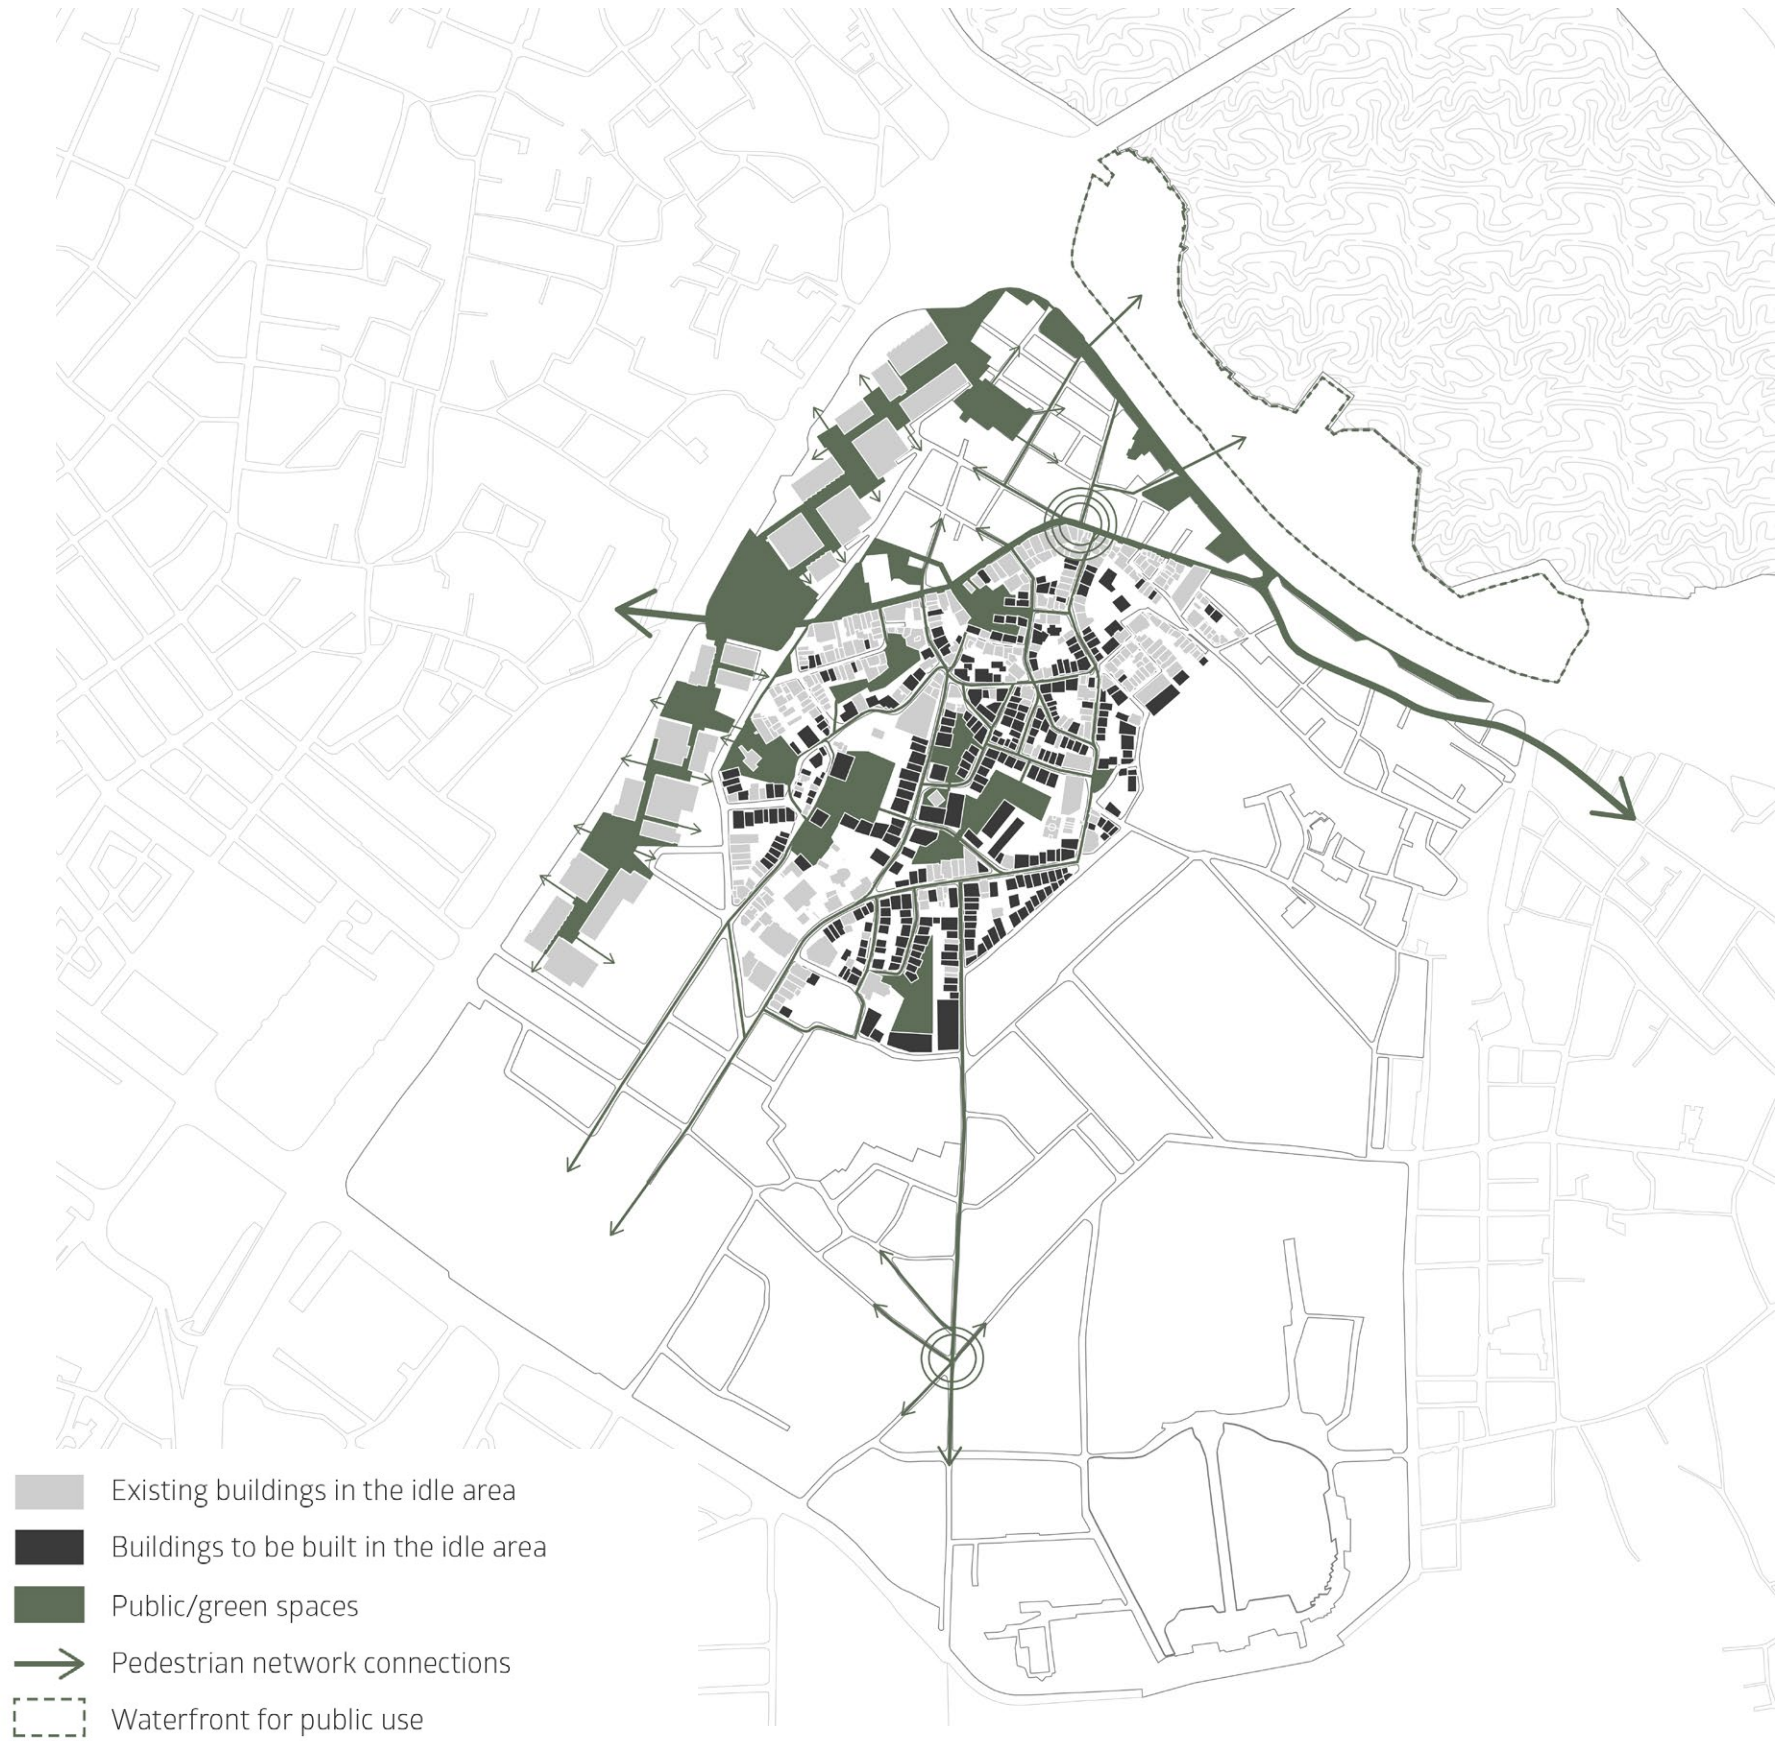 Existing buildings in the idle area
Buildings to be built in the idle area
Public/green spaces
Pedestrian network connections
Waterfront for public use